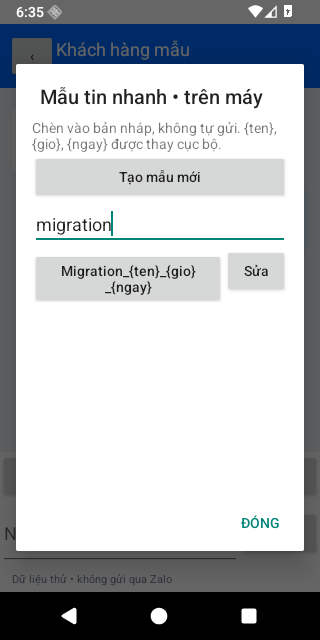 6:35
‹ Khách hàng mẫu
Mẫu tin nhanh • trên máy
Chèn vào bản nháp, không tự gửi. {ten},
{gio}, {ngay} được thay cục bộ.
Tạo mẫu mới
migration
Migration_{ten}_{gio}
_{ngay}
Sửa
ĐÓNG
N
Dữ liệu thử • không gửi qua Zalo